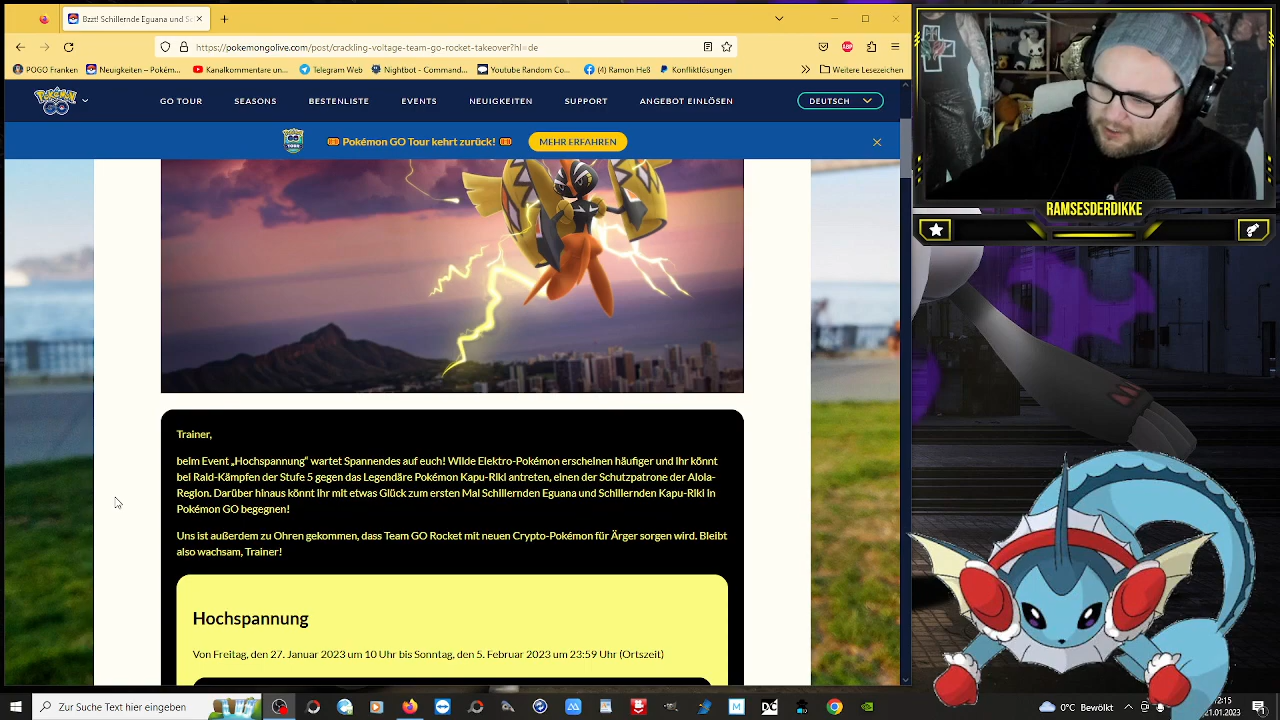 Bzzt! Schillernde Eguana und Se
https://pokemongolive.com/post/crackling-voltage-team-go-rocket-takeover?hl=de
POGO Franken
Neuigkeiten – Pokém...
Kanalkommentare un...
Telegram Web
Nightbot - Comman...
Youtube Random Co...
(4) Ramon Heß
Konfliktlösungen
Weitere Lesezeichen
GO TOUR
SEASONS
BESTENLISTE
EVENTS
NEUIGKEITEN
SUPPORT
ANGEBOT EINLÖSEN
DEUTSCH
Pokémon GO Tour kehrt zurück!
MEHR ERFAHREN
RAMSESDERDIKKE
Trainer,
beim Event „Hochspannung“ wartet Spannendes auf euch! Wilde Elektro-Pokémon erscheinen häufiger und ihr könnt
bei Raid-Kämpfen der Stufe 5 gegen das Legendäre Pokémon Kapu-Riki antreten, einen der Schutzpatrone der Alola-
Region. Darüber hinaus könnt ihr mit etwas Glück zum ersten Mal Schillernden Eguana und Schillernden Kapu-Riki in
Pokémon GO begegnen!
Uns ist außerdem zu Ohren gekommen, dass Team GO Rocket mit neuen Crypto-Pokémon für Ärger sorgen wird. Bleibt
also wachsam, Trainer!
Hochspannung
Von Freitag, den 27. Januar 2023 um 10 Uhr bis Sonntag, den 5. Februar 2023 um 23:59 Uhr (Ortszeit)
Zur Suche Text hier eingeben
0°C